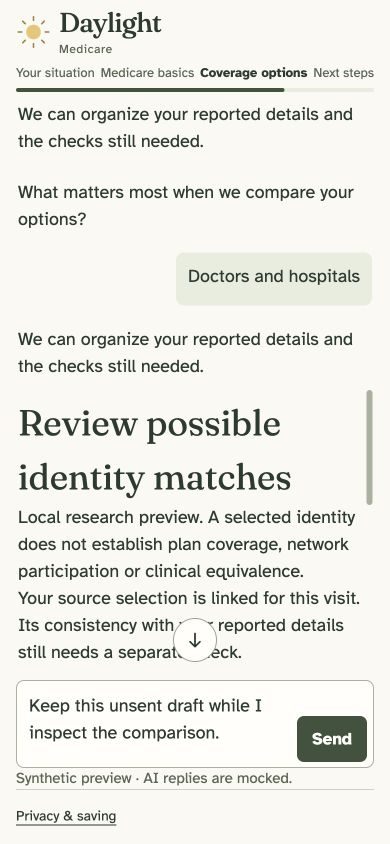 Daylight
Medicare
Your situation Medicare basics Coverage options Next steps
We can organize your reported details and
the checks still needed.
What matters most when we compare your
options?
Doctors and hospitals
We can organize your reported details and
the checks still needed.
Review possible
identity matches
Local research preview. A selected identity
does not establish plan coverage, network
participation or clinical equivalence.
Your source selection is linked for this visit.
Its consistency with reported details
still needs a separate
Keep this unsent draft while I
inspect the comparison.
Send
Synthetic preview · AI replies are mocked.
Privacy & saving